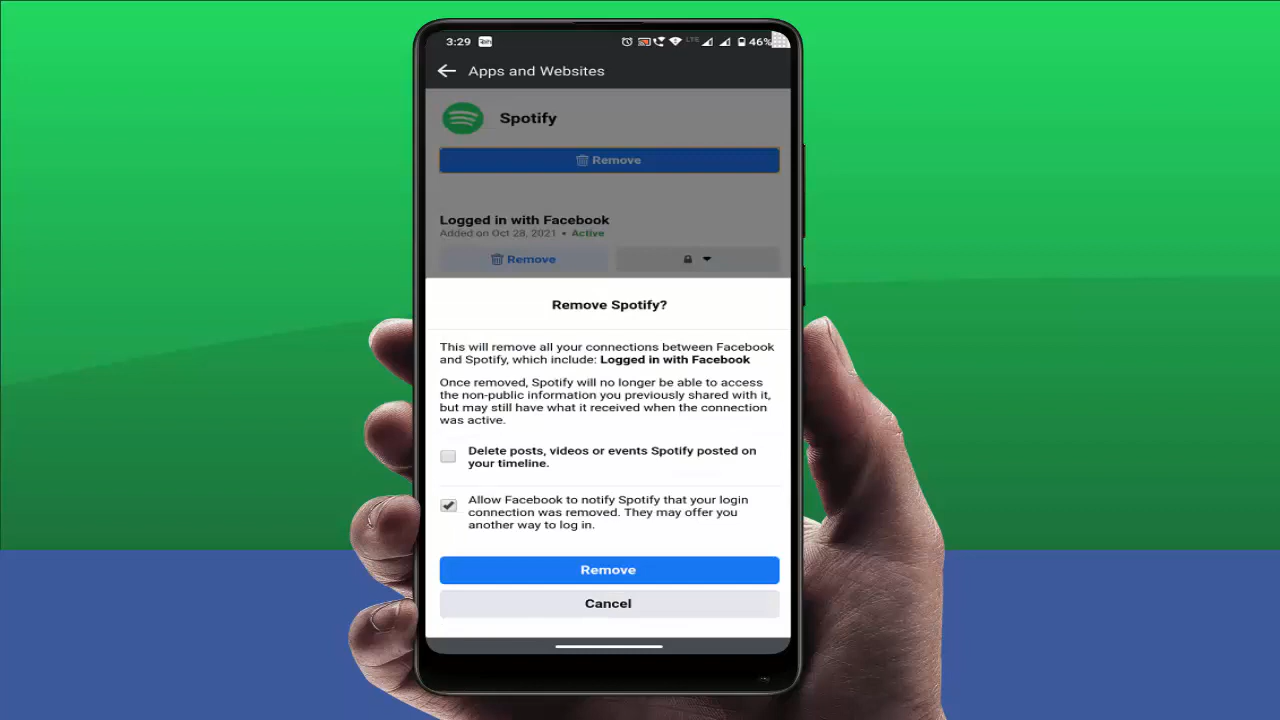 3:29
LTE 46%
Apps and Websites
Spotify
Remove
Logged in with Facebook
Added on Oct 28, 2021 • Active
Remove
Remove Spotify?
This will remove all your connections between Facebook
and Spotify, which include: Logged in with Facebook
Once removed, Spotify will no longer be able to access
the non-public information you previously shared with it,
but may still have what it received when the connection
was active.
Delete posts, videos or events Spotify posted on
your timeline.
Allow Facebook to notify Spotify that your login
connection was removed. They may offer you
another way to log in.
Remove
Cancel